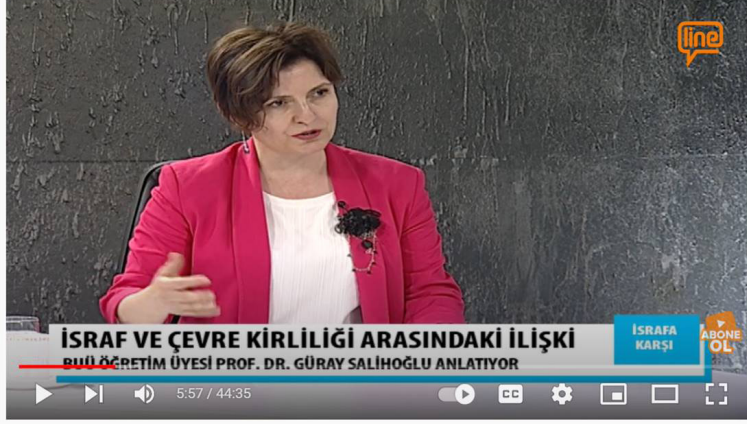 line
İSRAF VE ÇEVRE KİRLİLİĞİ ARASINDAKİ İLİŞKİ
BUÜ ÖĞRETİM ÜYESİ PROF. DR. GÜRAY SALİHOĞLU ANLATIYOR
İSRAFA
KARŞI
ABONE
OL
5:57 / 44:35
CC